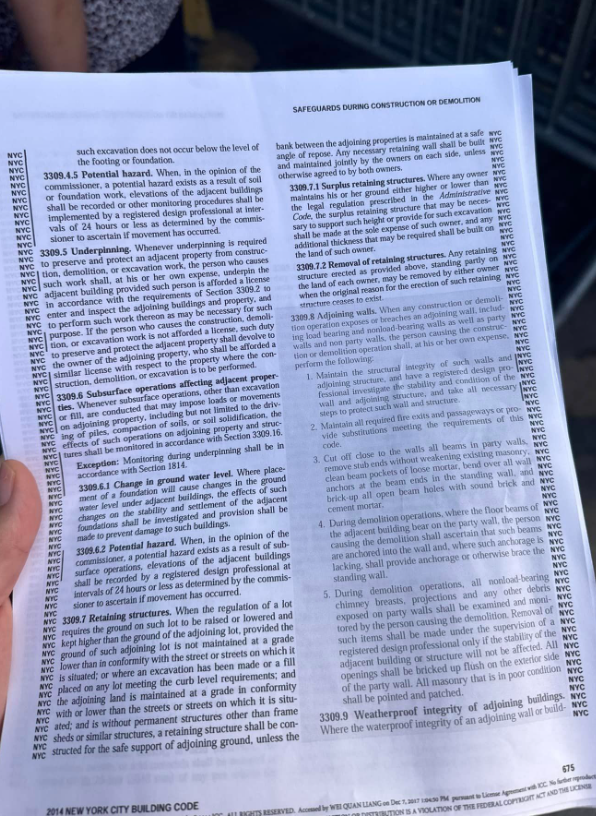 SAFEGUARDS DURING CONSTRUCTION OR DEMOLITION
such excavation does not occur below the level of
the footing or foundation.
3309.4.5 Potential hazard. When, in the opinion of the
commissioner, a potential hazard exists as a result of soil
or foundation work, elevations of the adjacent buildings
shall be recorded or other monitoring procedures shall be
implemented by a registered design professional at inter-
vals of 24 hours or less as determined by the commis-
sioner to ascertain if movement has occurred.
3309.5 Underpinning. Whenever underpinning is required
to preserve and protect an adjacent property from construc-
tion, demolition, or excavation work, the person who causes
such work shall, at his or her own expense, underpin the
adjacent building provided such person is afforded a license
in accordance with the requirements of Section 3309.2 to
enter and inspect the adjoining buildings and property, and
to perform such work thereon as may be necessary for such
purpose. If the person who causes the construction, demoli-
tion, or excavation work is not afforded a license, such duty
to preserve and protect the adjacent property shall devolve to
the owner of the adjoining property, who shall be afforded a
similar license with respect to the property where the con-
struction, demolition, or excavation is to be performed.
3309.6 Subsurface operations affecting adjacent proper-
ties. Whenever subsurface operations, other than excavation
or fill, are conducted that may impose loads or movements
on adjoining property, including but not limited to the driv-
ing of piles, compaction of soils, or soil solidification, the
effects of such operations on adjoining property and struc-
tures shall be monitored in accordance with Section 3309.16.
Exception: Monitoring during underpinning shall be in
accordance with Section 1814.
3309.6.1 Change in ground water level. Where place-
ment of a foundation will cause changes in the ground
water level under adjacent buildings, the effects of such
changes on the stability and settlement of the adjacent
foundations shall be investigated and provision shall be
made to prevent damage to such buildings.
3309.6.2 Potential hazard. When, in the opinion of the
commissioner, a potential hazard exists as a result of sub-
surface operations, elevations of the adjacent buildings
shall be recorded by a registered design professional at
intervals of 24 hours or less as determined by the commis-
sioner to ascertain if movement has occurred.
3309.7 Retaining structures. When the regulation of a lot
requires the ground on such lot to be raised or lowered and
kept higher than the ground of the adjoining lot, provided the
ground of such adjoining lot is not maintained at a grade
lower than in conformity with the street or streets on which it
is situated; or where an excavation has been made or a fill
placed on any lot meeting the curb level requirements; and
the adjoining land is maintained at a grade in conformity
with or lower than the streets or streets on which it is situ-
ated; and is without permanent structures other than frame
sheds or similar structures, a retaining structure shall be con-
structed for the safe support of adjoining ground, unless the
bank between the adjoining properties is maintained at a safe
angle of repose. Any necessary retaining wall shall be built
and maintained jointly by the owners on each side, unless
otherwise agreed to by both owners.
3309.7.1 Surplus retaining structures. Where any owner
maintains his or her ground either higher or lower than
the legal regulation prescribed in the Administrative
Code, the surplus retaining structure that may be neces-
sary to support such height or provide for such excavation
shall be made at the sole expense of such owner, and any
additional thickness that may be required shall be built on
the land of such owner.
3309.7.2 Removal of retaining structures. Any retaining
structure erected as provided above, standing partly on
the land of each owner, may be removed by either owner
when the original reason for the erection of such retaining
structure ceases to exist.
3309.8 Adjoining walls. When any construction or demoli-
tion operation exposes or breaches an adjoining wall, includ-
ing load bearing and nonload-bearing walls as well as party
walls and non party walls, the person causing the construc-
tion or demolition operation shall, at his or her own expense,
perform the following:
1. Maintain the structural integrity of such walls and
adjoining structure, and have a registered design pro-
fessional investigate the stability and condition of the
wall and adjoining structure, and take all necessary
steps to protect such wall and structure.
2. Maintain all required fire exits and passageways or pro-
vide substitutions meeting the requirements of this
code.
3. Cut off close to the walls all beams in party walls,
remove stub ends without weakening existing masonry,
clean beam pockets of loose mortar, bend over all wall
anchors at the beam ends in the standing wall, and
brick-up all open beam holes with sound brick and
cement mortar.
4. During demolition operations, where the floor beams of
the adjacent building bear on the party wall, the person
causing the demolition shall ascertain that such beams
are anchored into the wall and, where such anchorage is
lacking, shall provide anchorage or otherwise brace the
standing wall.
5. During demolition operations, all nonload-bearing
chimney breasts, projections and any other debris
exposed on party walls shall be examined and moni-
tored by the person causing the demolition. Removal of
such items shall be made under the supervision of a
registered design professional only if the stability of the
adjacent building or structure will not be affected. All
openings shall be bricked up flush on the exterior side
of the party wall. All masonry that is in poor condition
shall be pointed and patched.
3309.9 Weatherproof integrity of adjoining buildings.
Where the waterproof integrity of an adjoining wall or build-
2014 NEW YORK CITY BUILDING CODE
675
ALL RIGHTS RESERVED. Accessed by WEI QUAN LIANG on Dec 7, 2017 pursuant to License Agreement with ICC. No further
DISTRIBUTION IS A VIOLATION OF THE FEDERAL COPYRIGHT ACT AND THE LICENSE